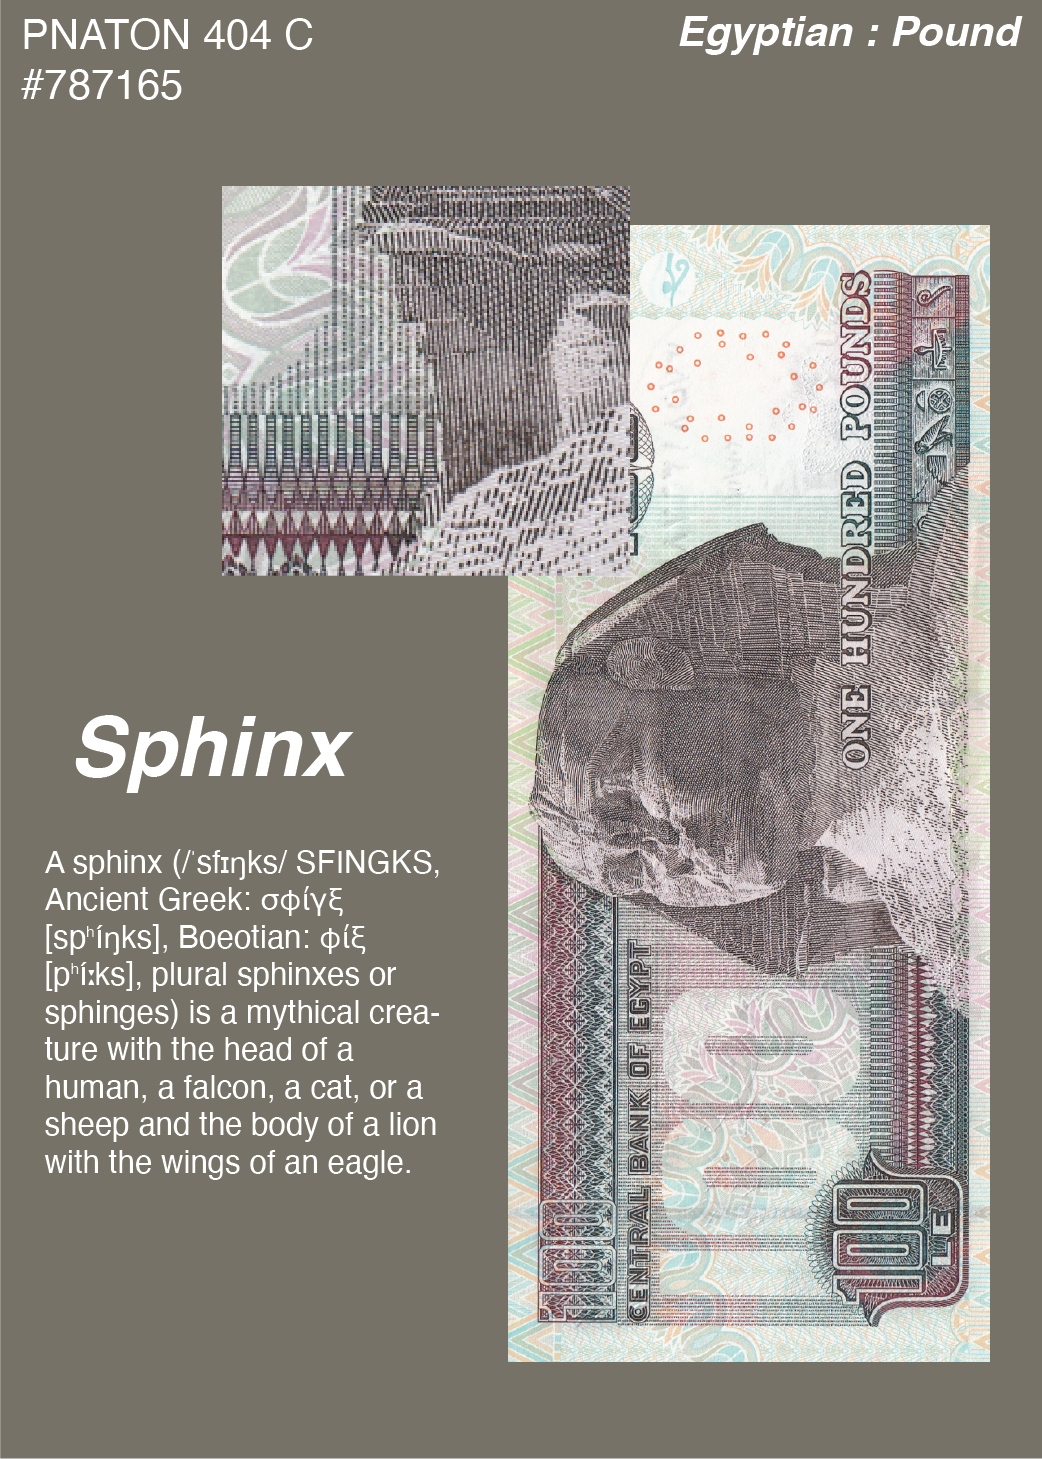 PNATON 404 C
#787165
Egyptian : Pound
ONE HUNDRED POUNDS
Sphinx
A sphinx (/ˈsfɪŋks/ SFINGKS,
Ancient Greek: σφίγξ
[spʰíŋks], Boeotian: φίξ
[pʰíːks], plural sphinxes or
sphinges) is a mythical crea-
ture with the head of a
human, a falcon, a cat, or a
sheep and the body of a lion
with the wings of an eagle.
CENTRAL BANK OF EGYPT
100
100
LE